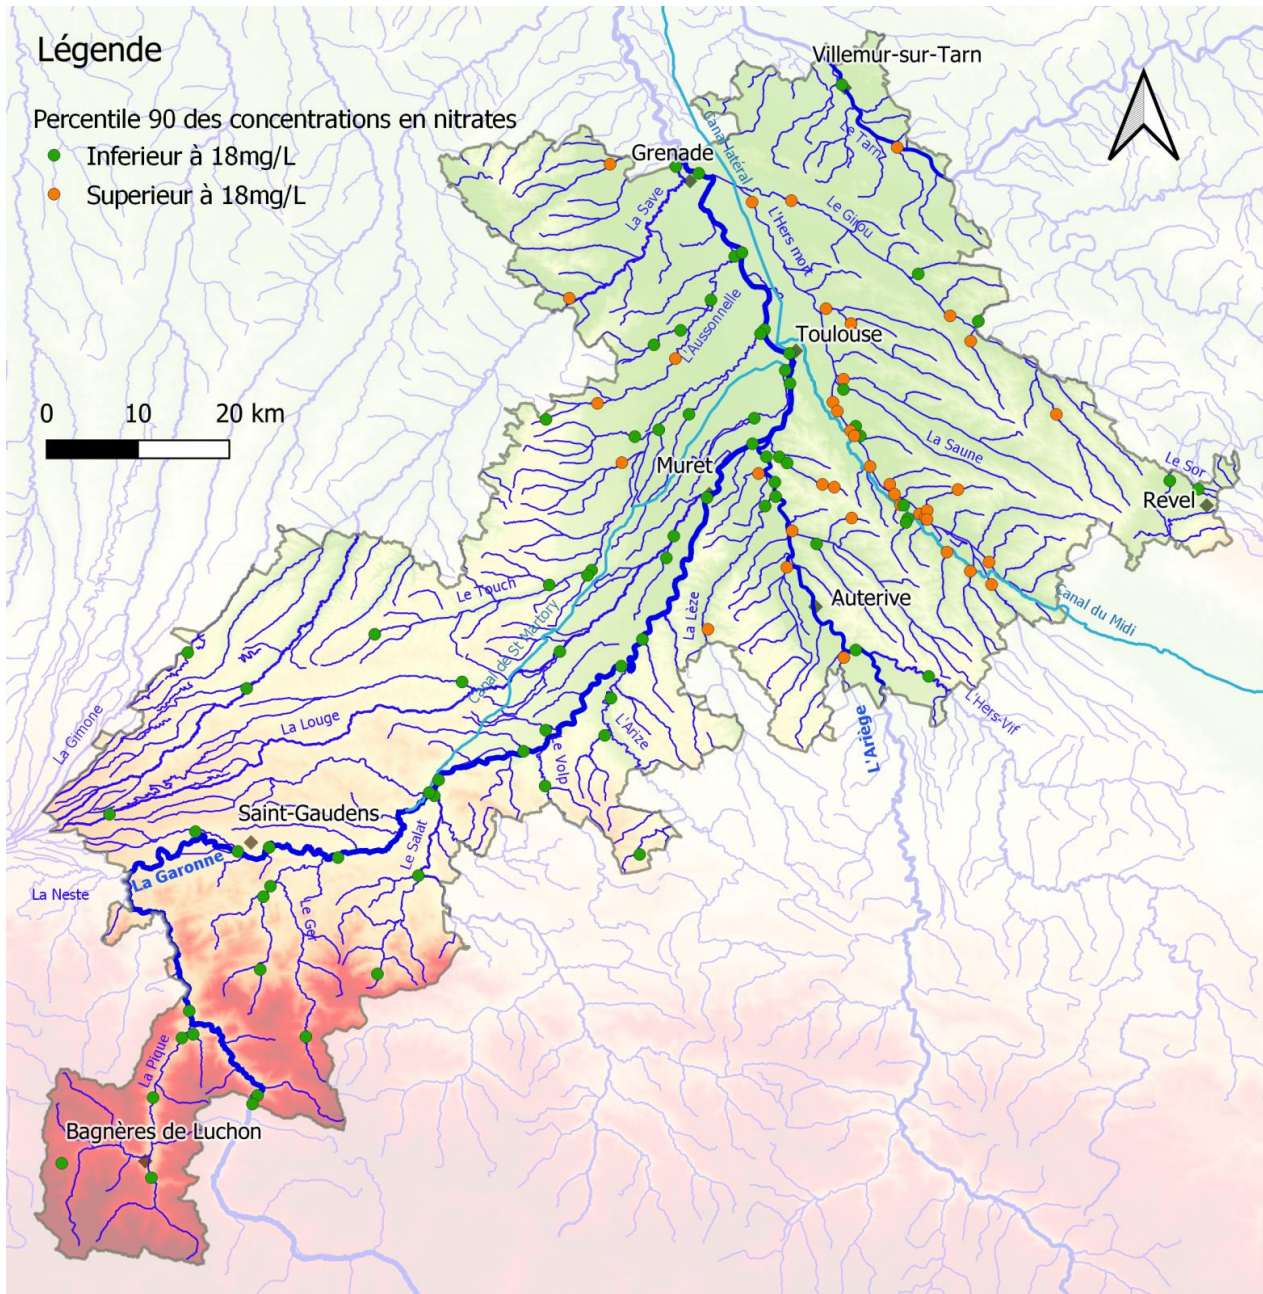 Légende
Percentile 90 des concentrations en nitrates
Inferieur à 18mg/L
Superieur à 18mg/L
0 10 20 km
Villemur-sur-Tarn
Le Tarn
Canal latéral
Grenade
La Save
Le Girou
L'Hers mort
L'Aussonnelle
Toulouse
La Saune
Le Sor
Revel
Muret
Le Touch
Canal de St Martory
La Lèze
Auterive
Canal du Midi
La Gimone
La Louge
L'Arize
Le Volp
L'Ariège
L'Hers-Vif
Saint-Gaudens
La Garonne
Le Salat
La Neste
Le Ger
La Pique
Bagnères de Luchon